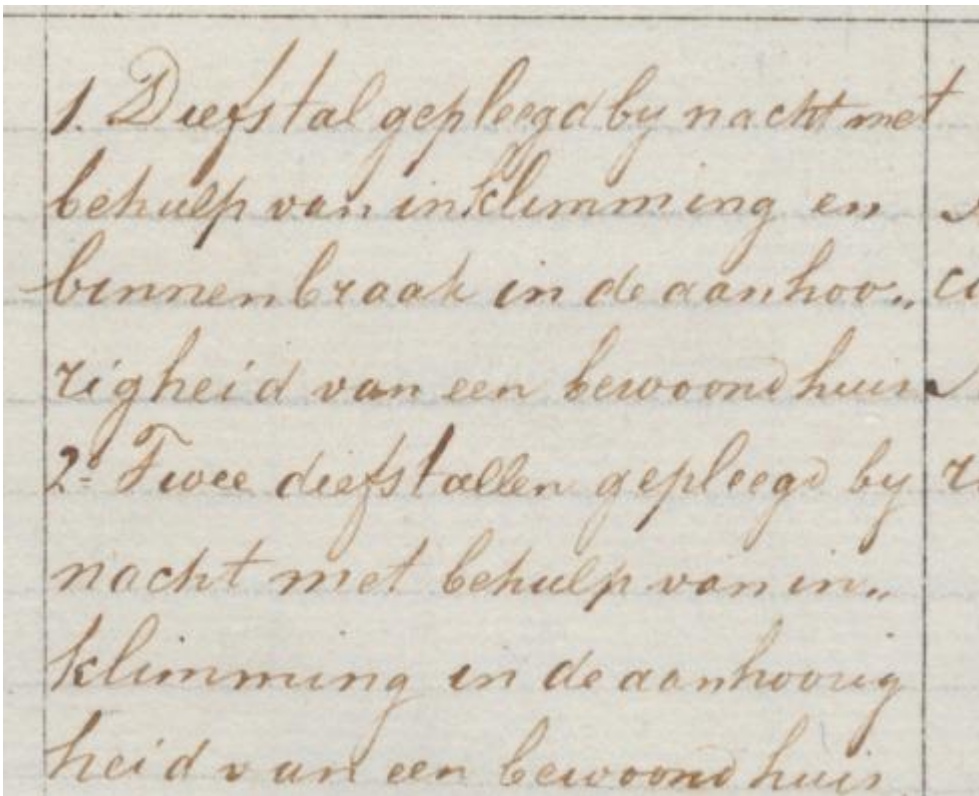 1. Diefstal gepleegd by nacht met
behulp van inklimming en
binnenbraak in de aanhoo„
righeid van een bewoond huis
2º Twee diefstallen gepleegd by
nacht met behulp van in„
klimming in de aanhoorig
heid van een bewoond huis